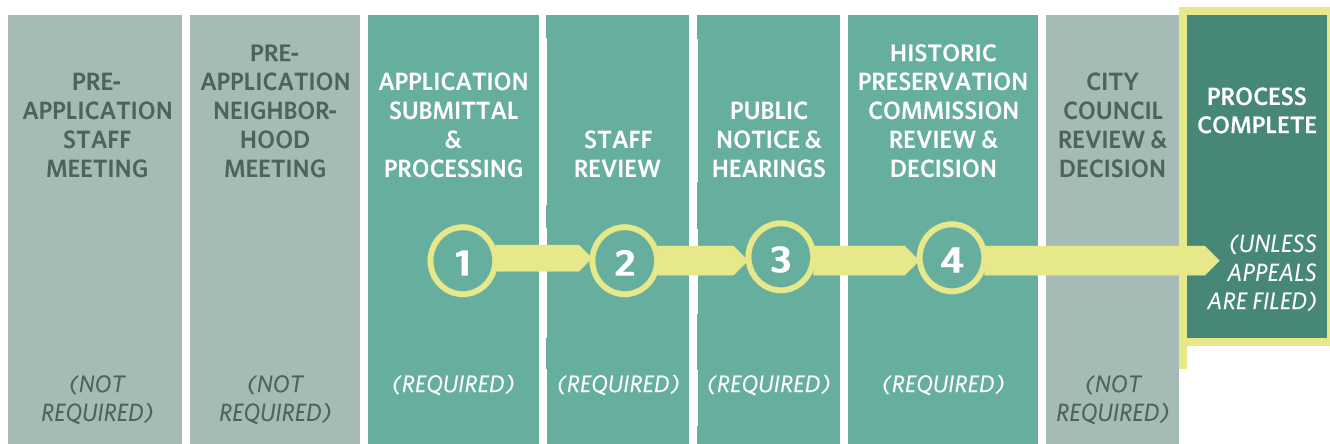 PRE-
APPLICATION
STAFF
MEETING
(NOT
REQUIRED)
PRE-
APPLICATION
NEIGHBOR-
HOOD
MEETING
(NOT
REQUIRED)
APPLICATION
SUBMITTAL
&
PROCESSING
1
(REQUIRED)
STAFF
REVIEW
2
(REQUIRED)
PUBLIC
NOTICE &
HEARINGS
3
(REQUIRED)
HISTORIC
PRESERVATION
COMMISSION
REVIEW &
DECISION
4
(REQUIRED)
CITY
COUNCIL
REVIEW &
DECISION
(NOT
REQUIRED)
PROCESS
COMPLETE
(UNLESS
APPEALS
ARE FILED)